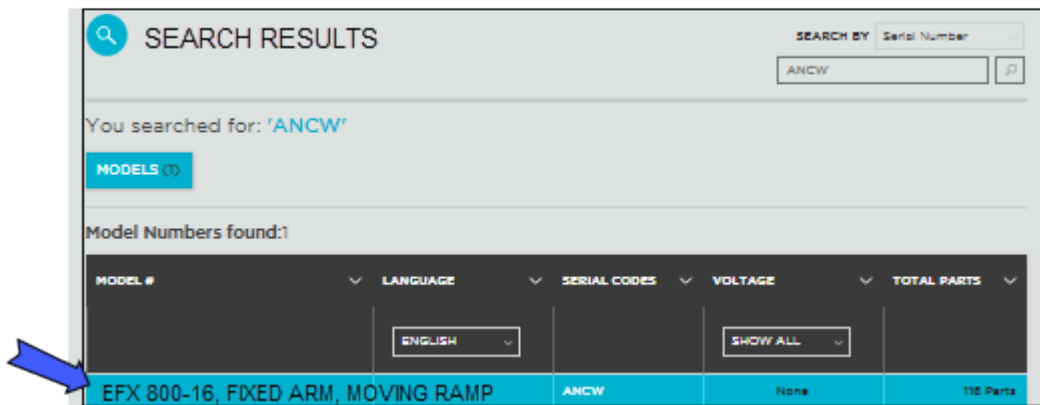 SEARCH RESULTS
SEARCH BY Serial Number
ANCW
You searched for: 'ANCW'
MODELS (1)
Model Numbers found:1
MODEL # LANGUAGE SERIAL CODES VOLTAGE TOTAL PARTS
ENGLISH SHOW ALL
EFX 800-16, FIXED ARM, MOVING RAMP ANCW None 116 Parts